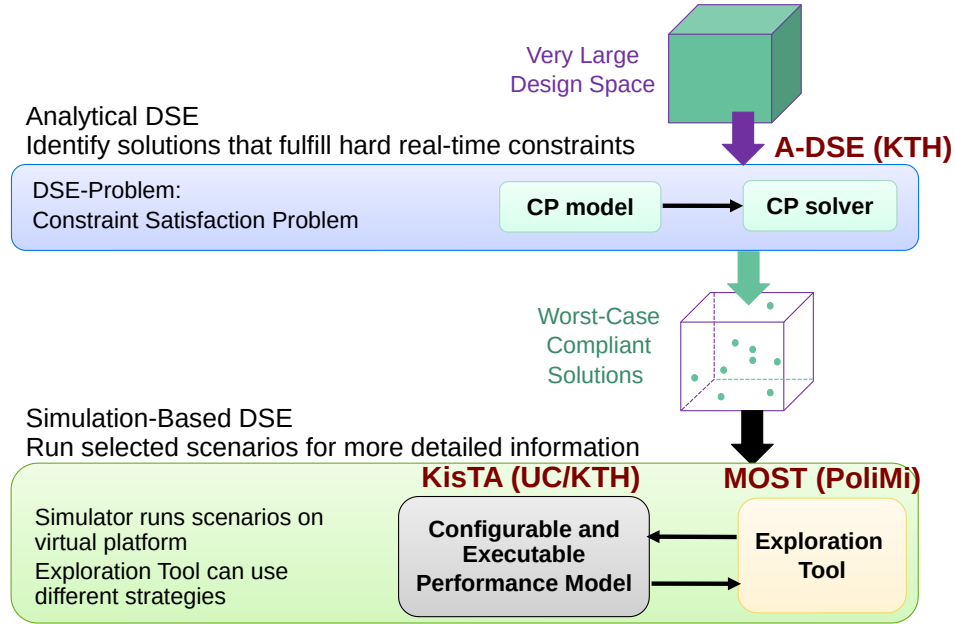 Very Large
Design Space
Analytical DSE
Identify solutions that fulfill hard real-time constraints
A-DSE (KTH)
DSE-Problem:
Constraint Satisfaction Problem
CP model
CP solver
Worst-Case
Compliant
Solutions
Simulation-Based DSE
Run selected scenarios for more detailed information
KisTA (UC/KTH)
MOST (PoliMi)
Simulator runs scenarios on
virtual platform
Exploration Tool can use
different strategies
Configurable and
Executable
Performance Model
Exploration
Tool